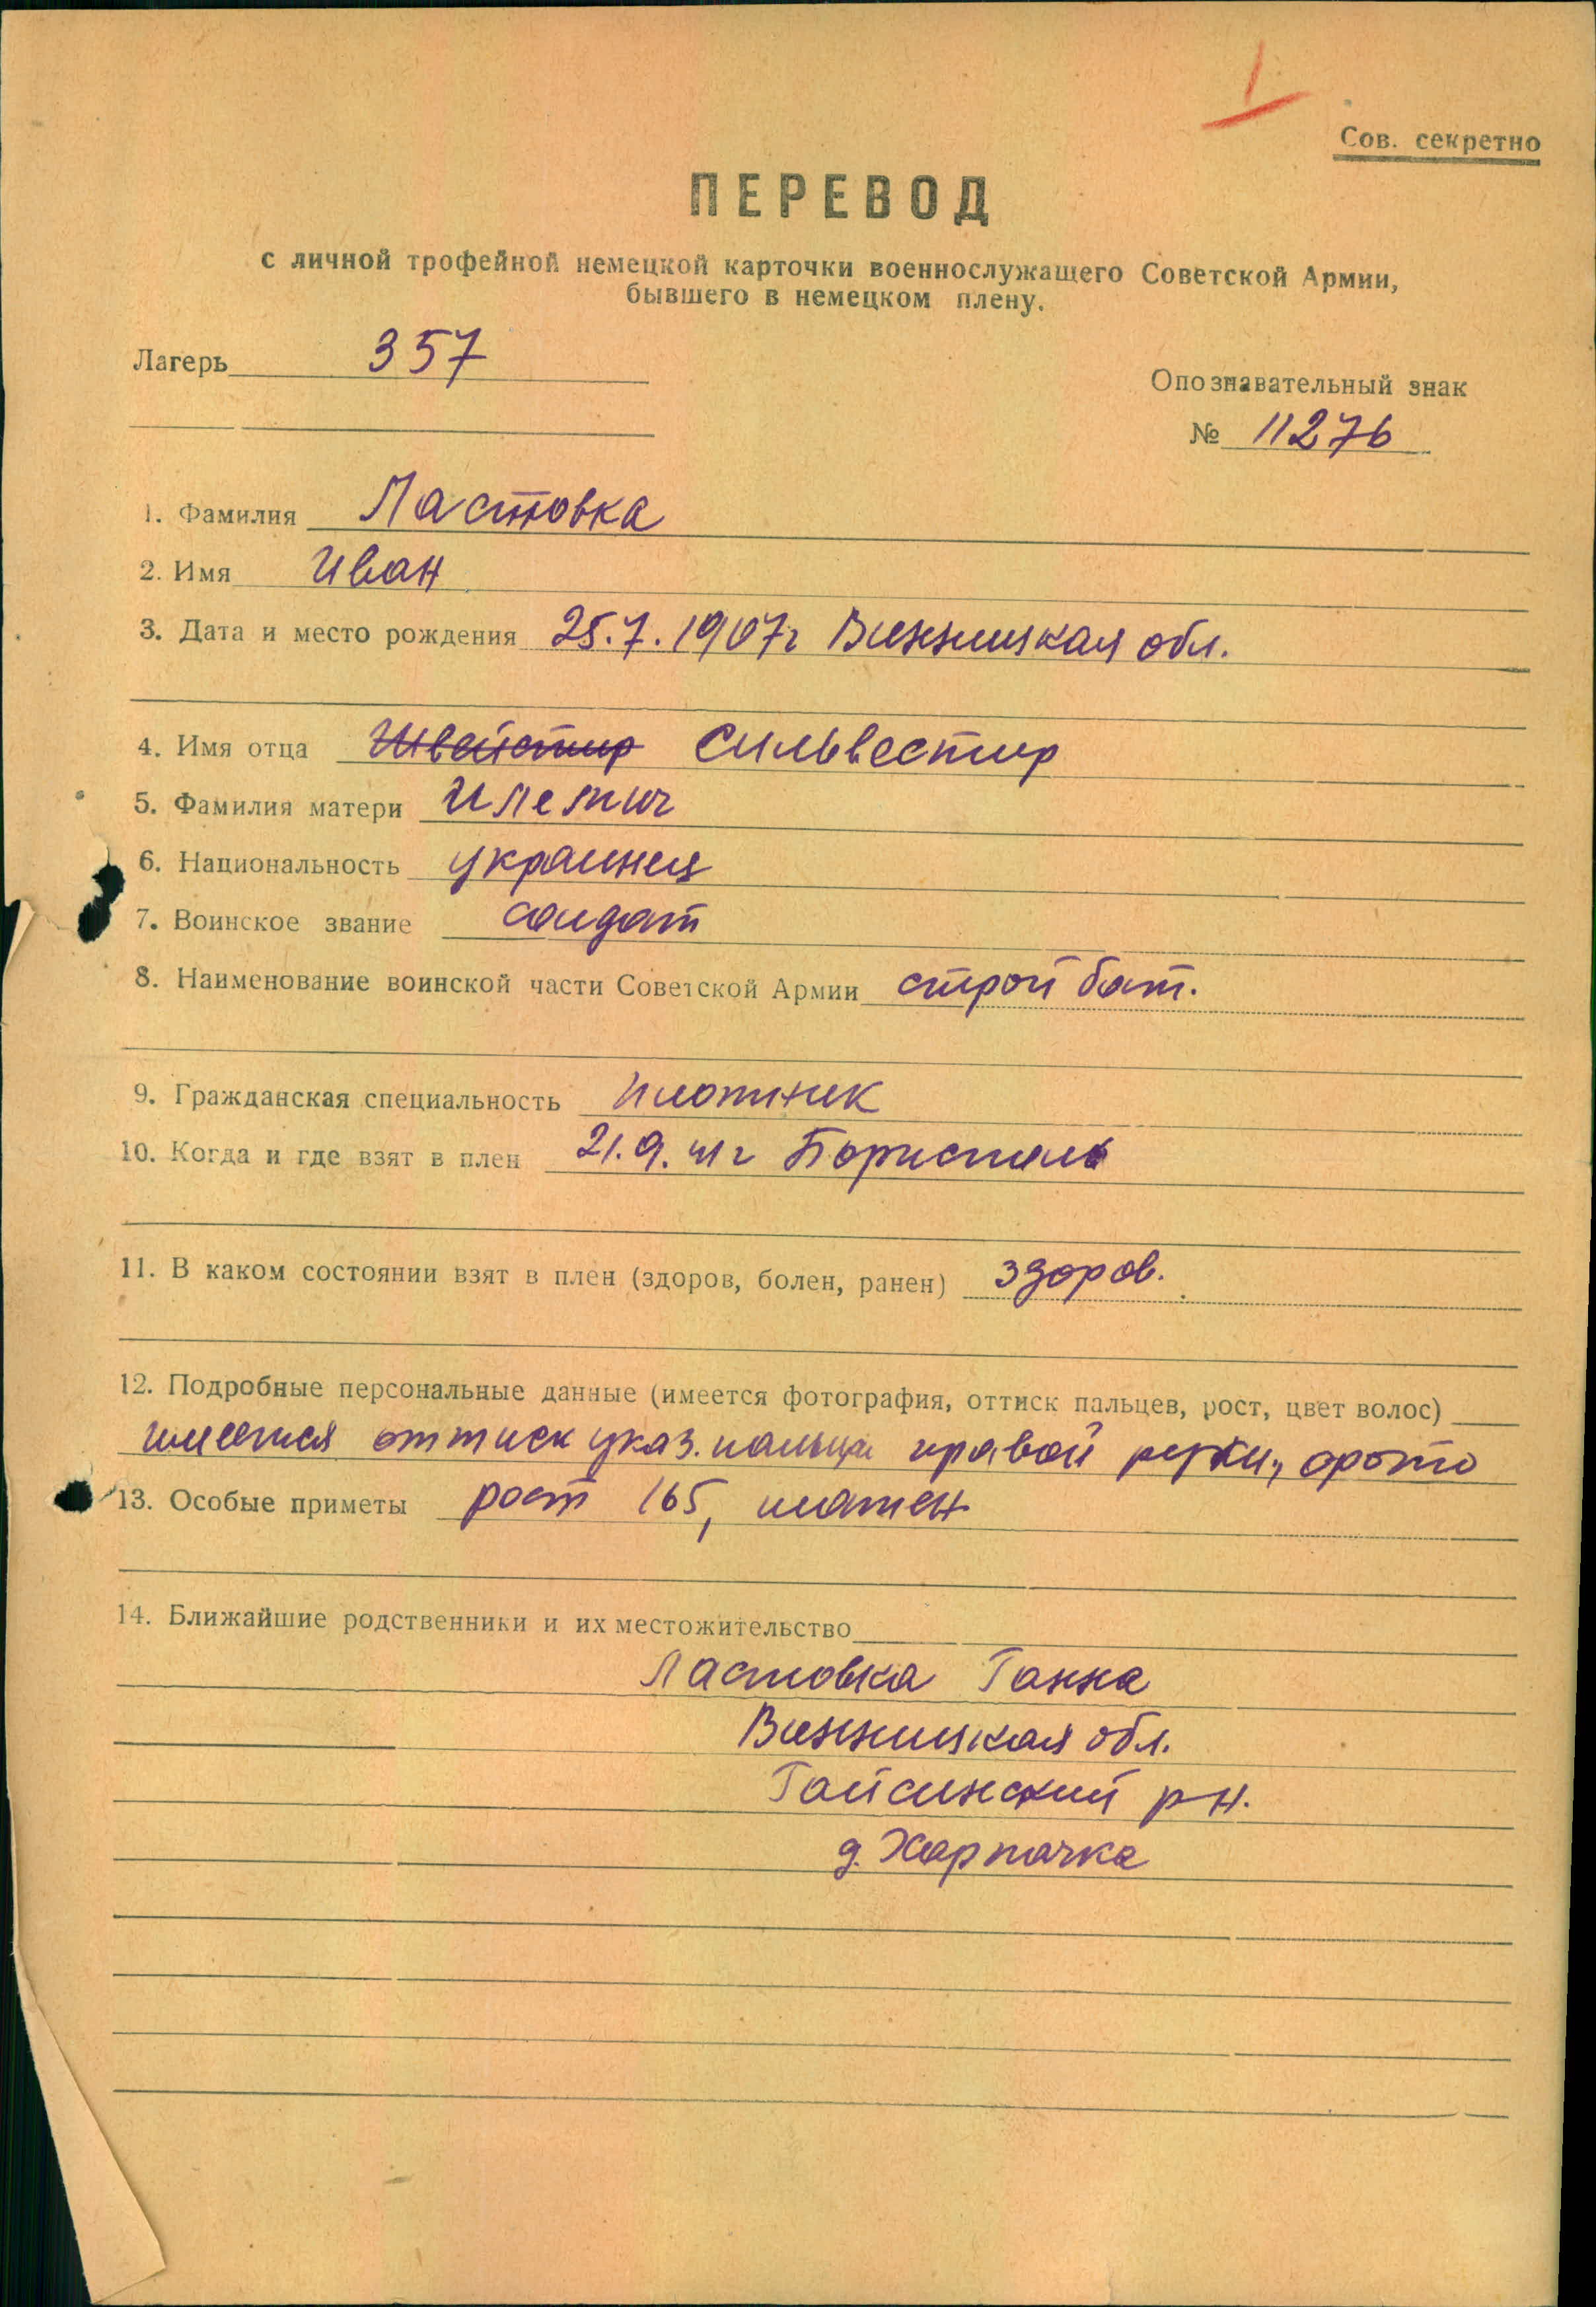 Сов. секретно
ПЕРЕВОД
с личной трофейной немецкой карточки военнослужащего Советской Армии,
бывшего в немецком плену.
Лагерь 357
Опознавательный знак
№ 11276
1. Фамилия Ластовка
2. Имя Иван
3. Дата и место рождения 25.7.1907г Винницкая обл.
4. Имя отца Швейстир Сильвестир
5. Фамилия матери
6. Национальность украинец
7. Воинское звание солдат
8. Наименование воинской части Советской Армии строй бат.
9. Гражданская специальность плотник
10. Когда и где взят в плен 21.9.41г Бористель
11. В каком состоянии взят в плен (здоров, болен, ранен) здоров.
12. Подробные персональные данные (имеется фотография, оттиск пальцев, рост, цвет волос)
имеется оттиск указ. пальца правой руки, фото
13. Особые приметы рост 165, шатен
14. Ближайшие родственники и их местожительство
Ластовка Ганна
Винницкая обл.
Гайсинский р-н.
д. Харпачка